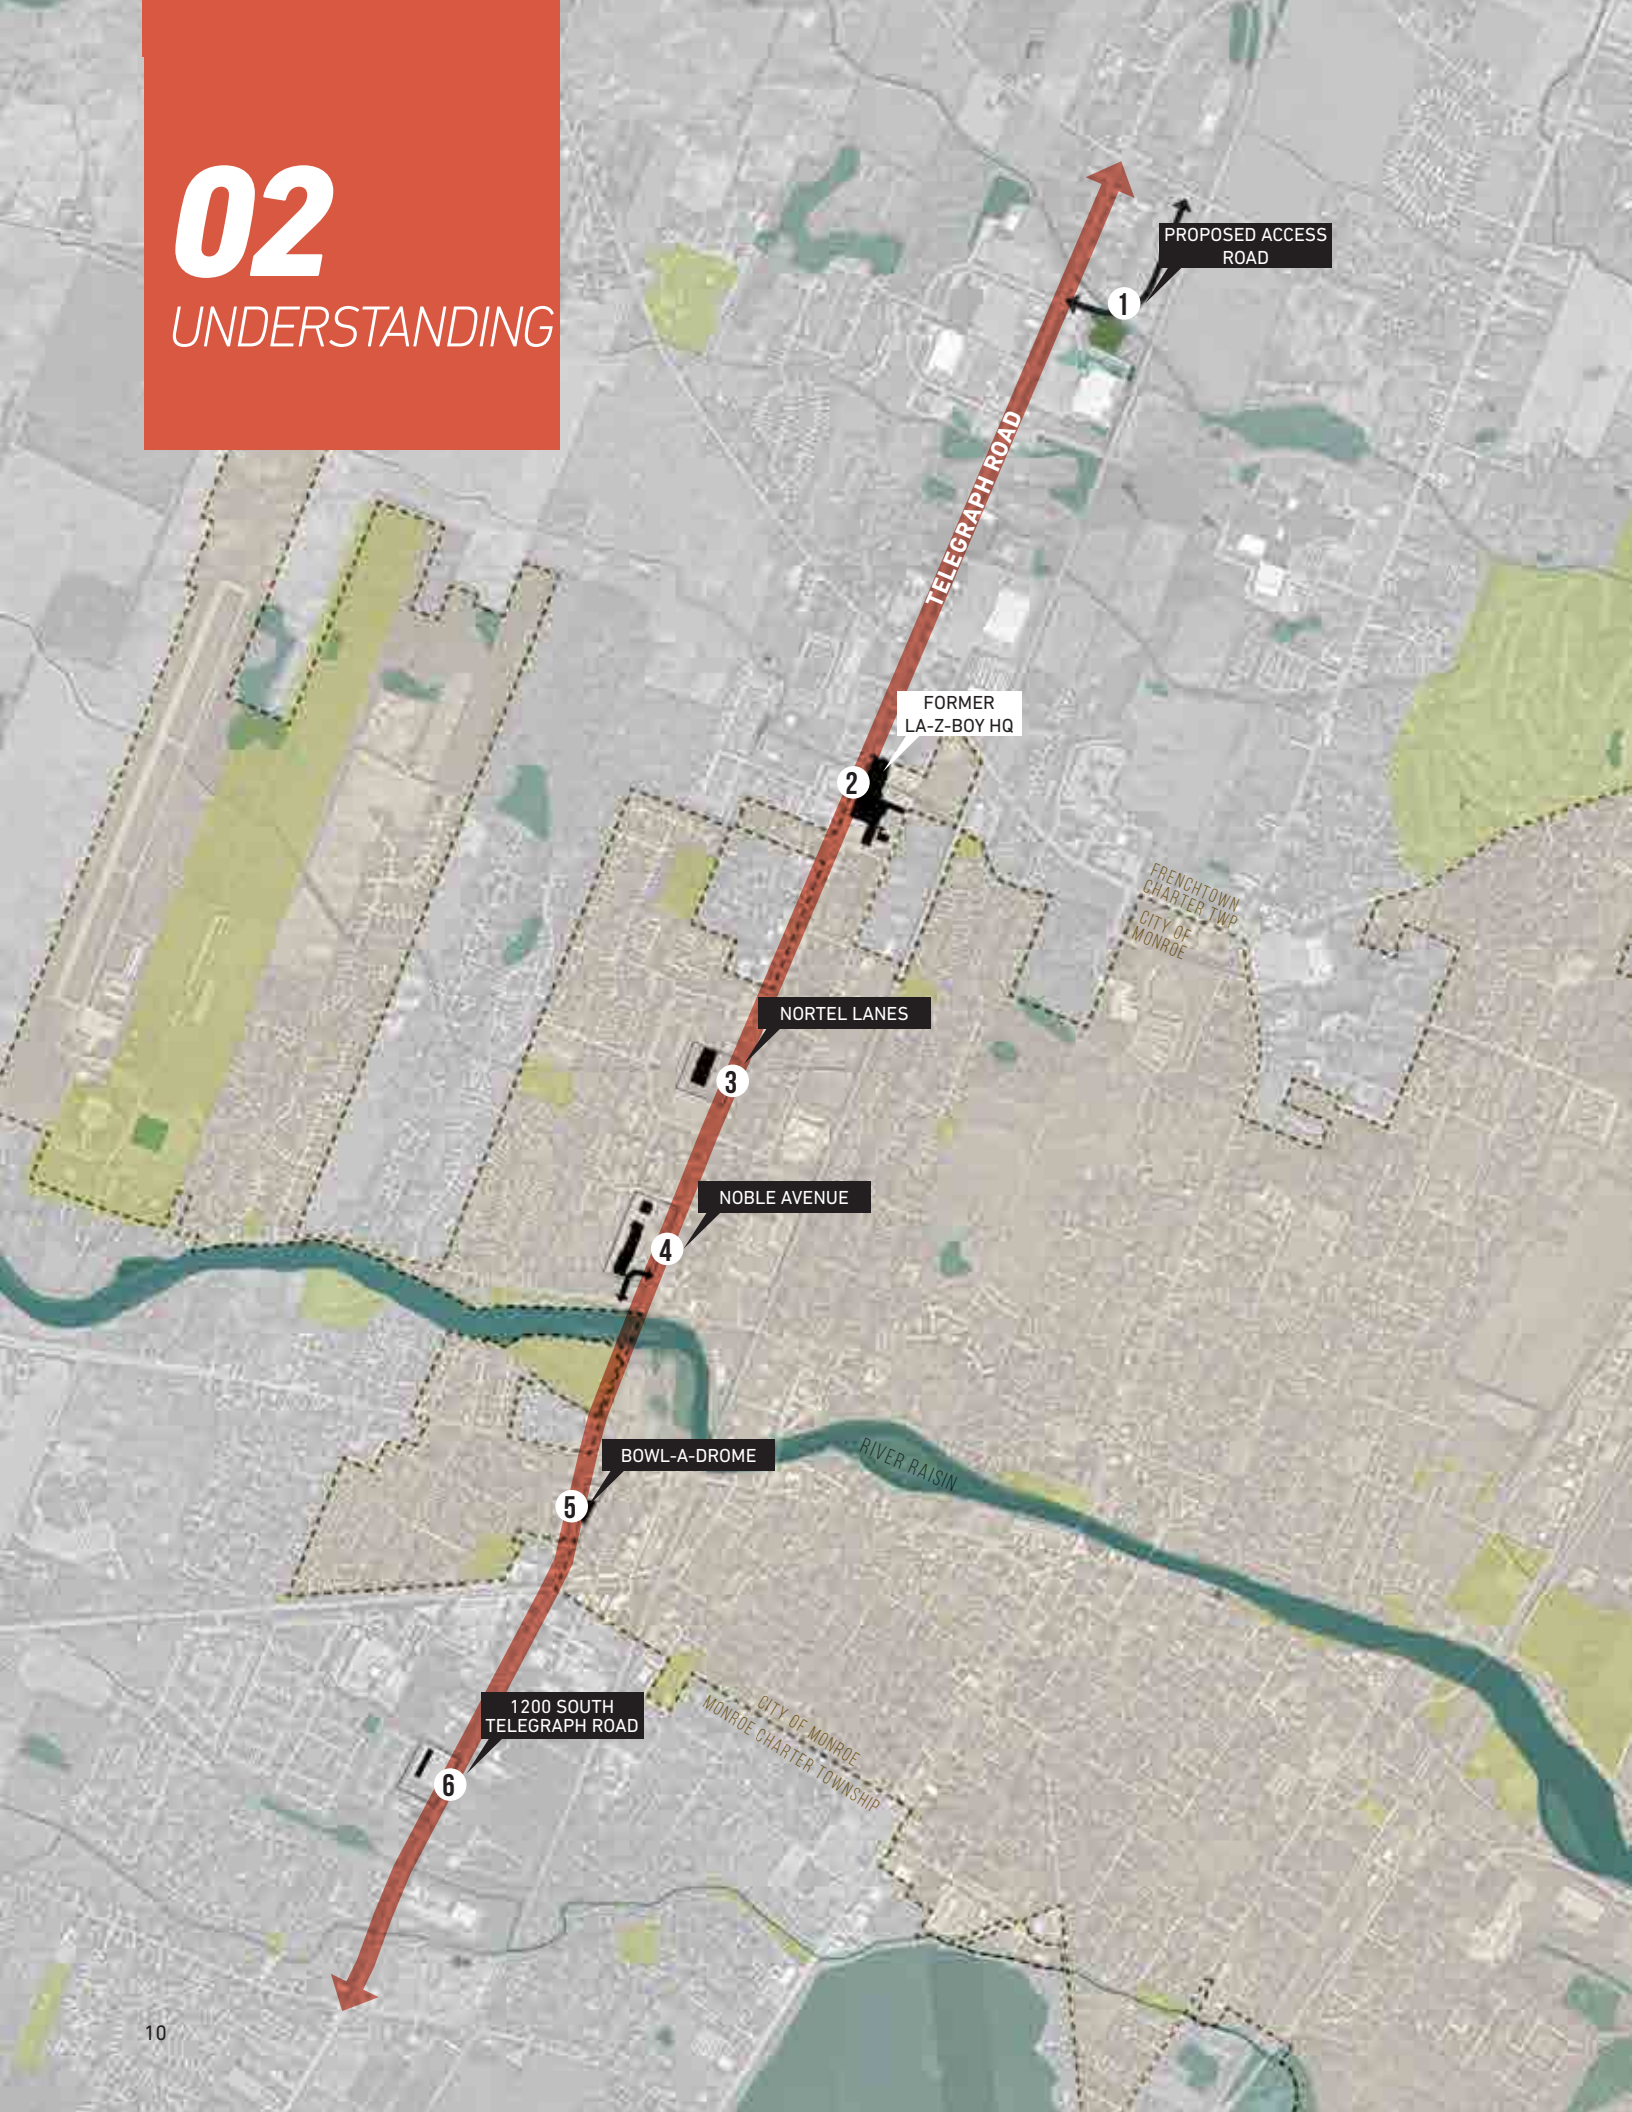 02
UNDERSTANDING
PROPOSED ACCESS
ROAD
1
TELEGRAPH ROAD
FORMER
LA-Z-BOY HQ
2
FRENCHTOWN
CHARTER TWP
CITY OF
MONROE
NORTEL LANES
3
NOBLE AVENUE
4
RIVER RAISIN
BOWL-A-DROME
5
1200 SOUTH
TELEGRAPH ROAD
6
CITY OF MONROE
MONROE CHARTER TOWNSHIP
10